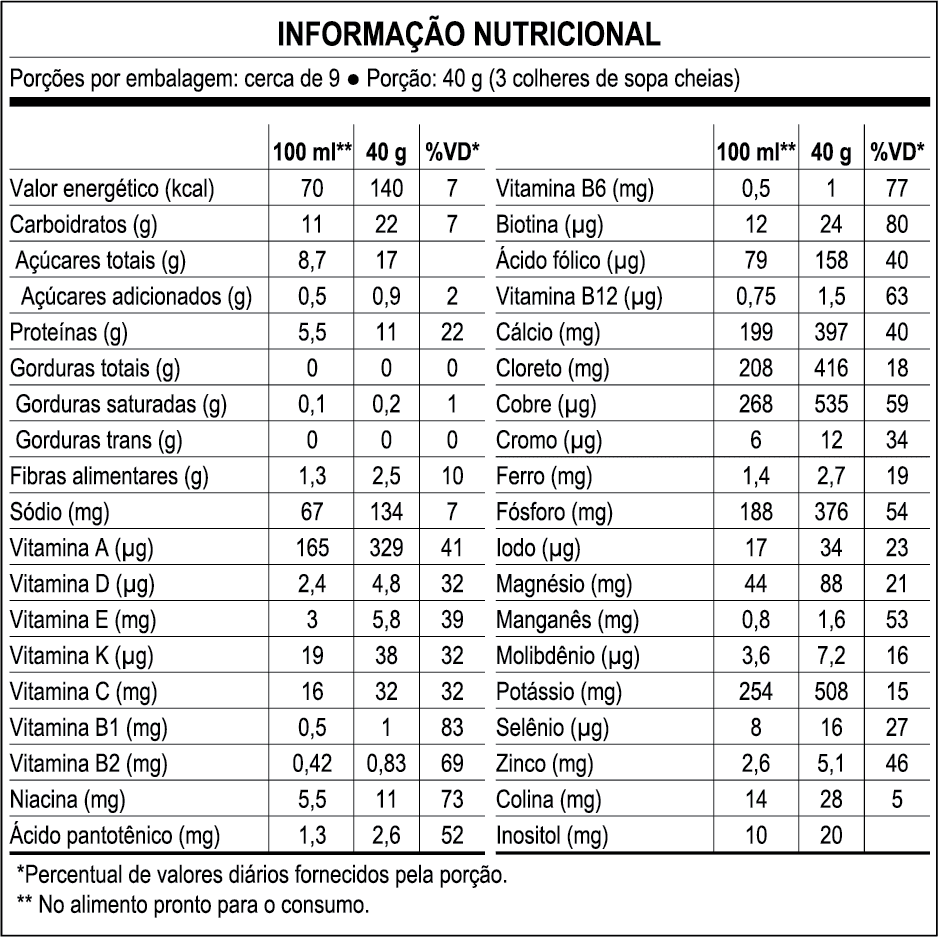 INFORMAÇÃO NUTRICIONAL
Porções por embalagem: cerca de 9 ● Porção: 40 g (3 colheres de sopa cheias)
100 ml** 40 g %VD*
Valor energético (kcal) 70 140 7
Carboidratos (g) 11 22 7
Açúcares totais (g) 8,7 17
Açúcares adicionados (g) 0,5 0,9 2
Proteínas (g) 5,5 11 22
Gorduras totais (g) 0 0 0
Gorduras saturadas (g) 0,1 0,2 1
Gorduras trans (g) 0 0 0
Fibras alimentares (g) 1,3 2,5 10
Sódio (mg) 67 134 7
Vitamina A (µg) 165 329 41
Vitamina D (µg) 2,4 4,8 32
Vitamina E (mg) 3 5,8 39
Vitamina K (µg) 19 38 32
Vitamina C (mg) 16 32 32
Vitamina B1 (mg) 0,5 1 83
Vitamina B2 (mg) 0,42 0,83 69
Niacina (mg) 5,5 11 73
Ácido pantotênico (mg) 1,3 2,6 52
100 ml** 40 g %VD*
Vitamina B6 (mg) 0,5 1 77
Biotina (µg) 12 24 80
Ácido fólico (µg) 79 158 40
Vitamina B12 (µg) 0,75 1,5 63
Cálcio (mg) 199 397 40
Cloreto (mg) 208 416 18
Cobre (µg) 268 535 59
Cromo (µg) 6 12 34
Ferro (mg) 1,4 2,7 19
Fósforo (mg) 188 376 54
Iodo (µg) 17 34 23
Magnésio (mg) 44 88 21
Manganês (mg) 0,8 1,6 53
Molibdênio (µg) 3,6 7,2 16
Potássio (mg) 254 508 15
Selênio (µg) 8 16 27
Zinco (mg) 2,6 5,1 46
Colina (mg) 14 28 5
Inositol (mg) 10 20
*Percentual de valores diários fornecidos pela porção.
** No alimento pronto para o consumo.